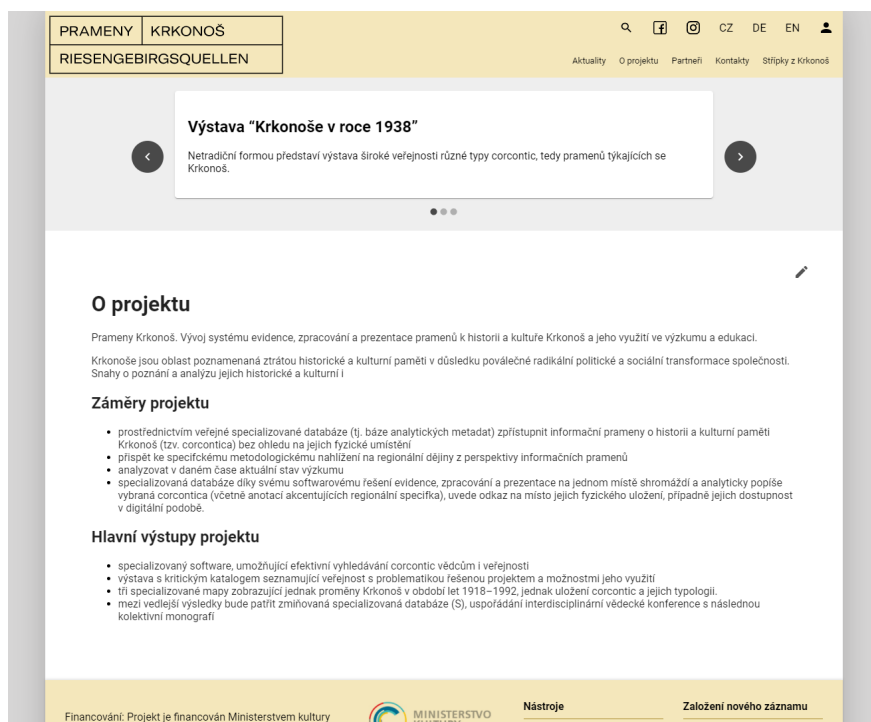 PRAMENY KRKONOŠ
RIESENGEBIRGSQUELLEN
CZ DE EN
Aktuality O projektu Partneři Kontakty Střípky z Krkonoš
Výstava “Krkonoše v roce 1938”
Netradiční formou představí výstava široké veřejnosti různé typy corcontic, tedy pramenů týkajících se
Krkonoš.
O projektu
Prameny Krkonoš. Vývoj systému evidence, zpracování a prezentace pramenů k historii a kultuře Krkonoš a jeho využití ve výzkumu a edukaci.
Krkonoše jsou oblast poznamenaná ztrátou historické a kulturní paměti v důsledku poválečné radikální politické a sociální transformace společnosti.
Snahy o poznání a analýzu jejich historické a kulturní i
Záměry projektu
• prostřednictvím veřejné specializované databáze (tj. báze analytických metadat) zpřístupnit informační prameny o historii a kulturní paměti
Krkonoš (tzv. corcontica) bez ohledu na jejich fyzické umístění
• přispět ke specifckému metodologickému nahlížení na regionální dějiny z perspektivy informačních pramenů
• analyzovat v daném čase aktuální stav výzkumu
• specializovaná databáze díky svému softwarovému řešení evidence, zpracování a prezentace na jednom místě shromáždí a analyticky popíše
vybraná corcontica (včetně anotací akcentujících regionální specifka), uvede odkaz na místo jejich fyzického uložení, případně jejich dostupnost
v digitální podobě.
Hlavní výstupy projektu
• specializovaný software, umožňující efektivní vyhledávání corcontic vědcům i veřejnosti
• výstava s kritickým katalogem seznamující veřejnost s problematikou řešenou projektem a možnostmi jeho využití
• tři specializované mapy zobrazující jednak proměny Krkonoš v období let 1918–1992, jednak uložení corcontic a jejich typologii.
• mezi vedlejší výsledky bude patřit zmiňovaná specializovaná databáze (S), uspořádání interdisciplinární vědecké konference s následnou
kolektivní monografí
Financování: Projekt je financován Ministerstvem kultury
MINISTERSTVO
Nástroje
Založení nového záznamu